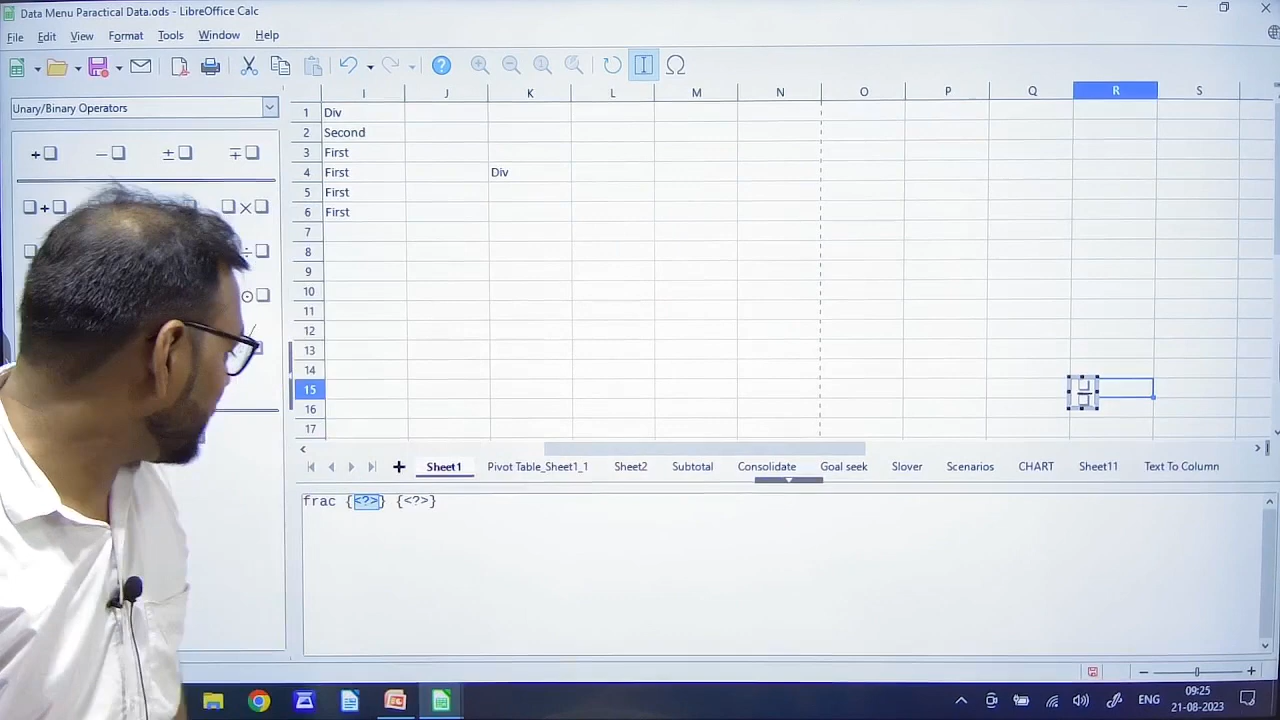 Data Menu Paractical Data.ods - LibreOffice Calc
File Edit View Format Tools Window Help
Unary/Binary Operators
I J K L M N O P Q R S
1 Div
2 Second
3 First
4 First Div
5 First
6 First
7
8
9
10
11
12
13
14
15
16
17
Sheet1 Pivot Table_Sheet1_1 Sheet2 Subtotal Consolidate Goal seek Slover Scenarios CHART Sheet11 Text To Column
frac {<?>} {<?>}
ENG
09:25
21-08-2023